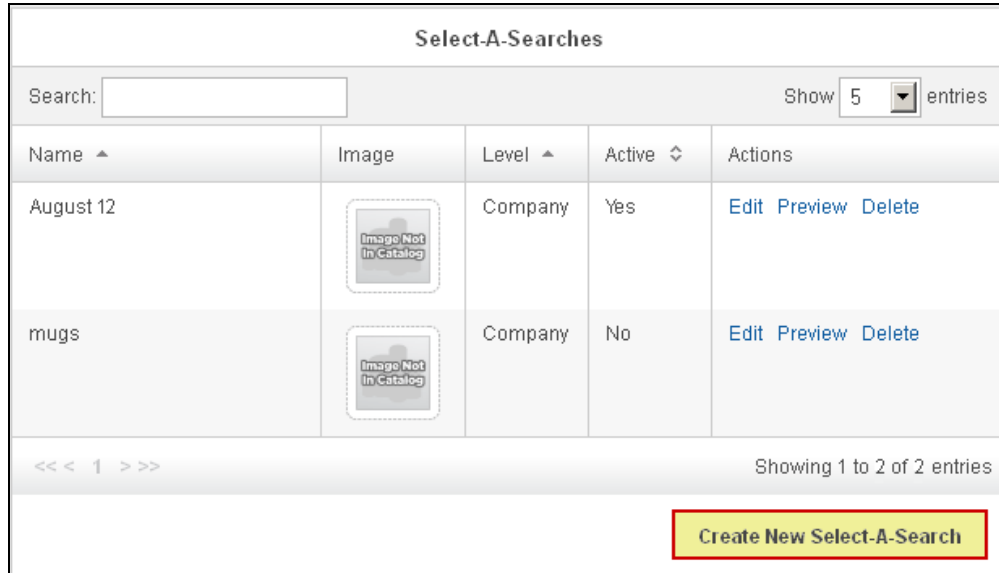 Select-A-Searches
Search:
Show 5 entries
Name Image Level Active Actions
August 12 Image Not In Catalog Company Yes Edit Preview Delete
mugs Image Not In Catalog Company No Edit Preview Delete
<< < 1 > >> Showing 1 to 2 of 2 entries
Create New Select-A-Search